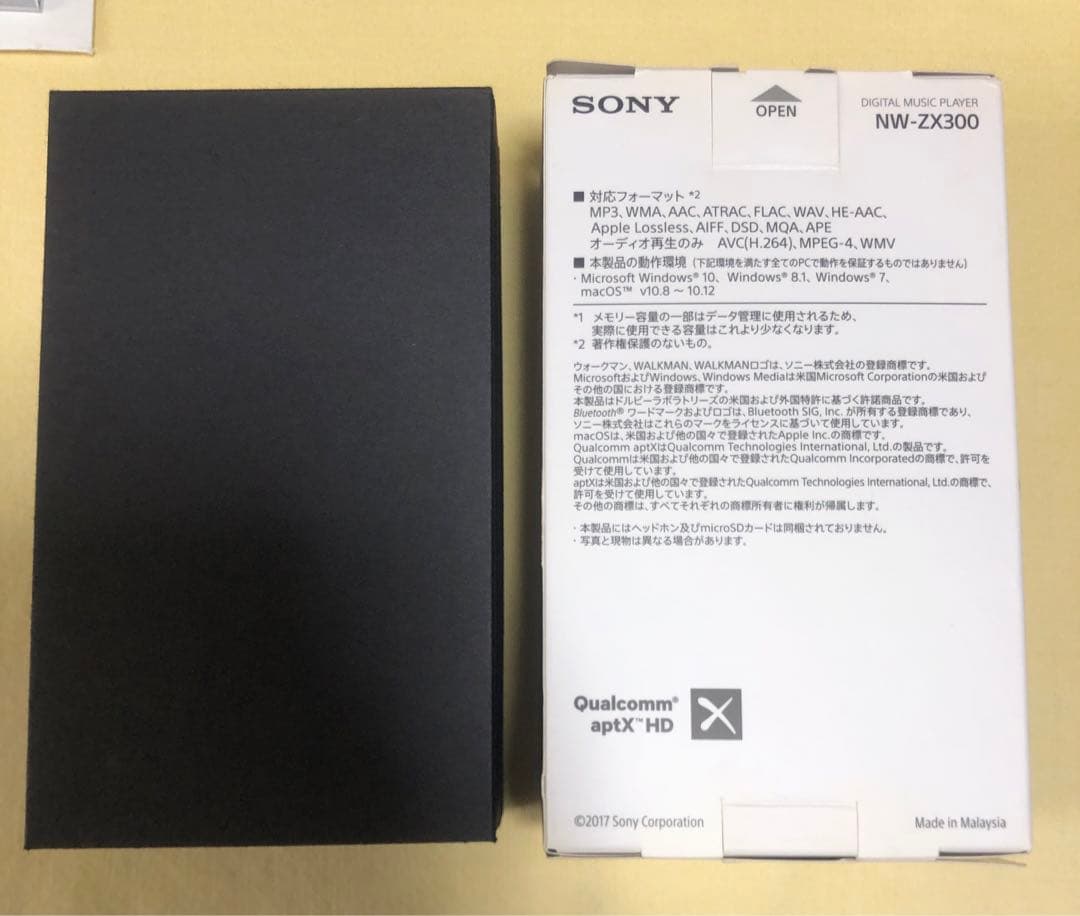 SONY
OPEN
DIGITAL MUSIC PLAYER
NW-ZX300
■ 対応フォーマット *2
MP3、WMA、AAC、ATRAC、FLAC、WAV、HE-AAC、
Apple Lossless、AIFF、DSD、MQA、APE
オーディオ再生のみ AVC(H.264)、MPEG-4、WMV
■ 本製品の動作環境（下記環境を満たす全てのPCで動作を保証するものではありません）
・Microsoft Windows® 10、Windows® 8.1、Windows® 7、
macOS™ v10.8 ～ 10.12
*1 メモリー容量の一部はデータ管理に使用されるため、
実際に使用できる容量はこれより少なくなります。
*2 著作権保護のないもの。
ウォークマン、WALKMAN、WALKMANロゴは、ソニー株式会社の登録商標です。
MicrosoftおよびWindows、Windows Mediaは米国Microsoft Corporationの米国および
その他の国における登録商標です。
本製品はドルビーラボラトリーズの米国および外国特許に基づく許諾商品です。
Bluetooth® ワードマークおよびロゴは、Bluetooth SIG, Inc. が所有する登録商標であり、
ソニー株式会社はこれらのマークをライセンスに基づいて使用しています。
macOSは、米国および他の国々で登録されたApple Inc.の商標です。
Qualcomm aptXはQualcomm Technologies International, Ltd.の製品です。
Qualcommは米国および他の国々で登録されたQualcomm Incorporatedの商標で、許可を
受けて使用しています。
aptXは米国および他の国々で登録されたQualcomm Technologies International, Ltd.の商標で、
許可を受けて使用しています。
その他の商標は、すべてそれぞれの商標所有者に権利が帰属します。
・本製品にはヘッドホン及びmicroSDカードは同梱されておりません。
・写真と現物は異なる場合があります。
Qualcomm®
aptX™ HD
©2017 Sony Corporation
Made in Malaysia